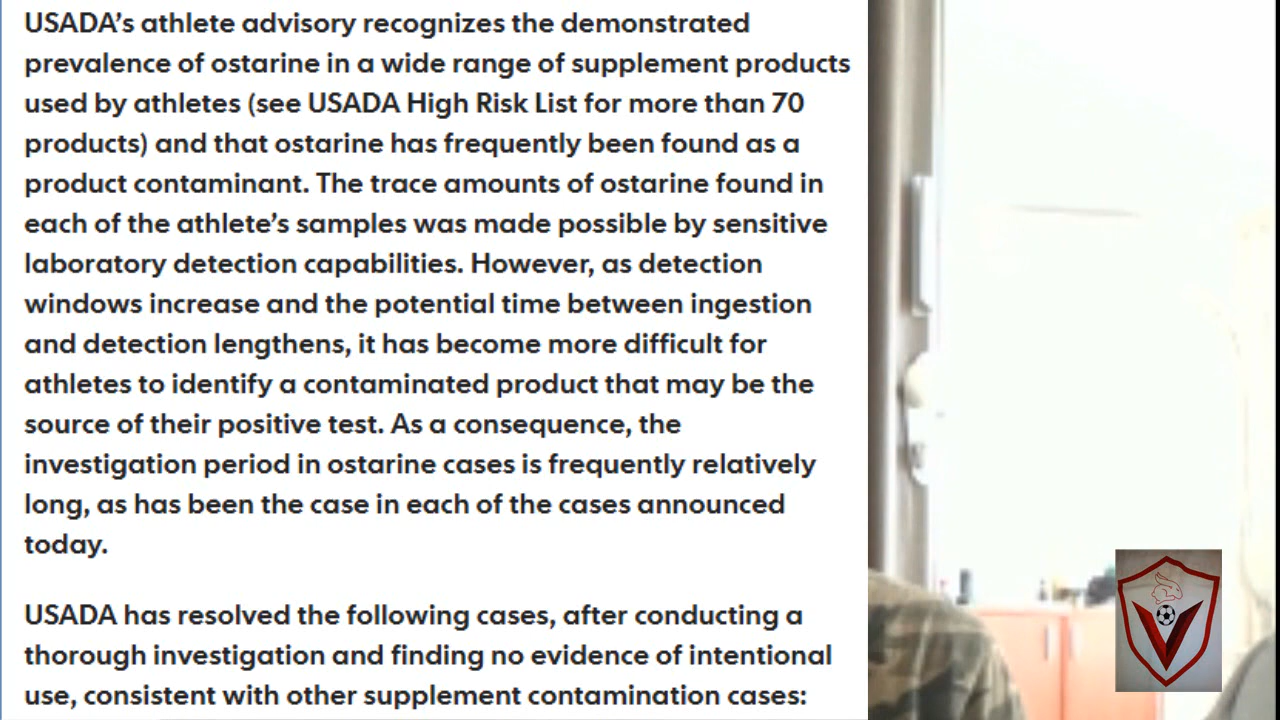 USADA’s athlete advisory recognizes the demonstrated
prevalence of ostarine in a wide range of supplement products
used by athletes (see USADA High Risk List for more than 70
products) and that ostarine has frequently been found as a
product contaminant. The trace amounts of ostarine found in
each of the athlete’s samples was made possible by sensitive
laboratory detection capabilities. However, as detection
windows increase and the potential time between ingestion
and detection lengthens, it has become more difficult for
athletes to identify a contaminated product that may be the
source of their positive test. As a consequence, the
investigation period in ostarine cases is frequently relatively
long, as has been the case in each of the cases announced
today.
USADA has resolved the following cases, after conducting a
thorough investigation and finding no evidence of intentional
use, consistent with other supplement contamination cases: